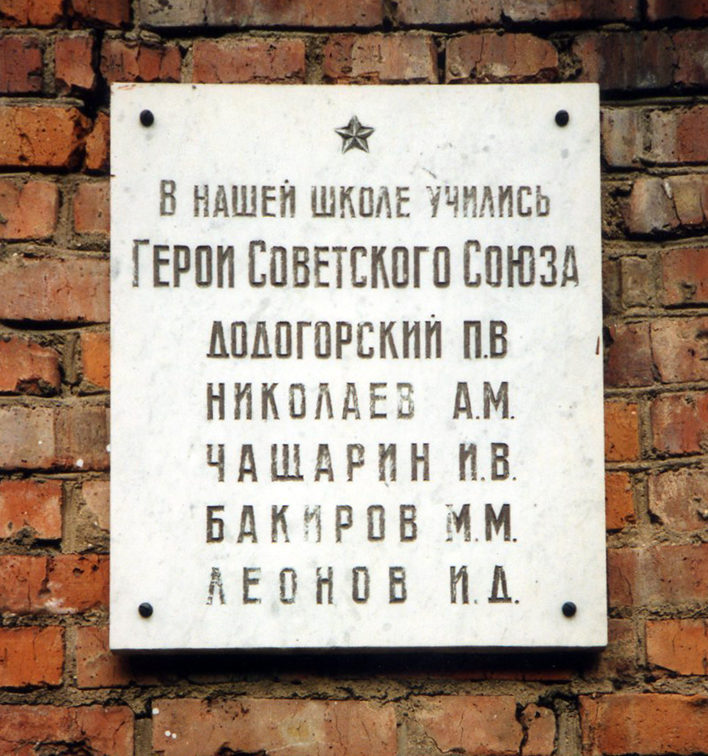 В НАШЕЙ ШКОЛЕ УЧИЛИСЬ
ГЕРОИ СОВЕТСКОГО СОЮЗА
ДОДОГОРСКИЙ П.В
НИКОЛАЕВ А.М.
ЧАЩАРИН И.В.
БАКИРОВ М.М.
ЛЕОНОВ И.Д.